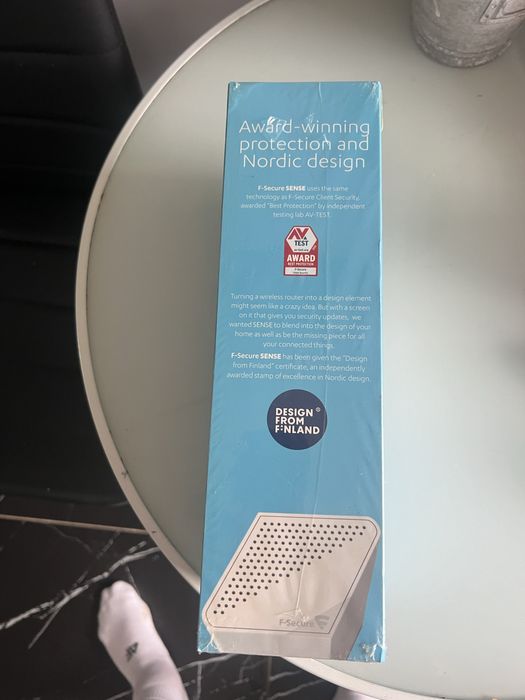 Award-winning
protection and
Nordic design
F-Secure SENSE uses the same
technology as F-Secure Client Security,
awarded "Best Protection" by independent
testing lab AV-TEST.
AV
TEST
AWARD
BEST PROTECTION
F-Secure
Turning a wireless router into a design element
might seem like a crazy idea. But with a screen
on it that gives you security updates, we
wanted SENSE to blend into the design of your
home as well as be the missing piece for all
your connected things.
F-Secure SENSE has been given the "Design
from Finland" certificate, an independently
awarded stamp of excellence in Nordic design.
DESIGN ®
FROM
FINLAND
F-Secure